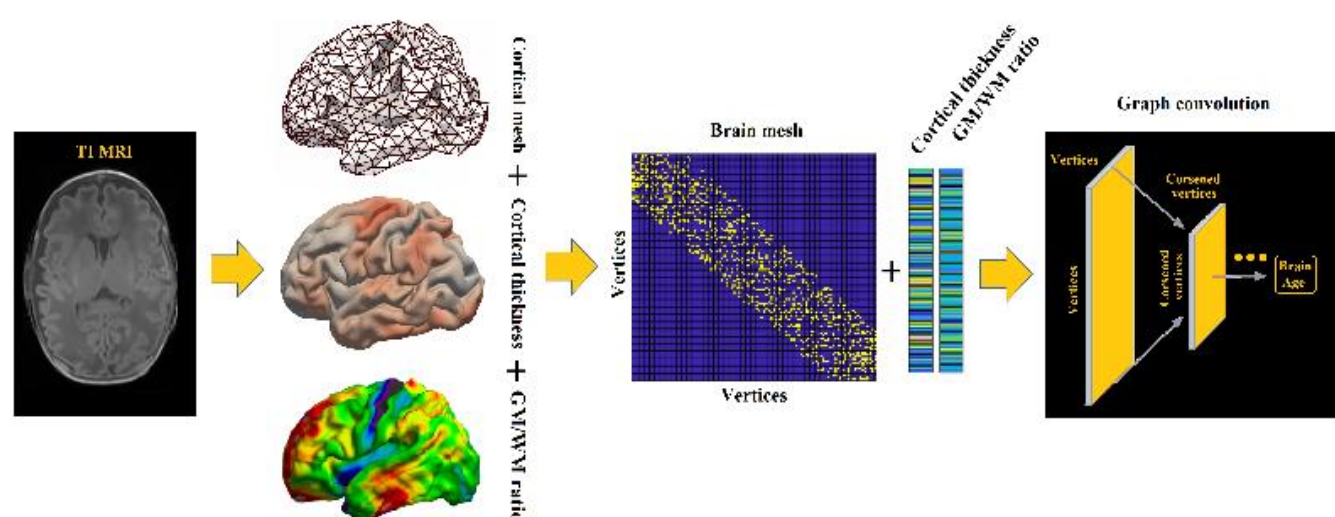 T1 MRI
Cortical mesh + Cortical thickness + GM/WM ratio
Brain mesh
Vertices
Vertices
+
Cortical thickness
GM/WM ratio
Graph convolution
Vertices
Vertices
Corsened
vertices
Corsened
vertices
Brain
Age